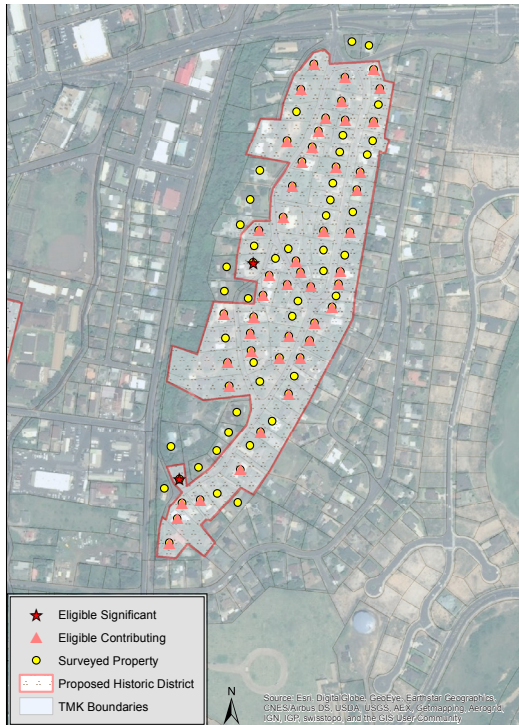 Eligible Significant
Eligible Contributing
Surveyed Property
Proposed Historic District
TMK Boundaries
N
Source: Esri, DigitalGlobe, GeoEye, Earthstar Geographics,
CNES/Airbus DS, USDA, USGS, AEX, Getmapping, Aerogrid,
IGN, IGP, swisstopo, and the GIS User Community